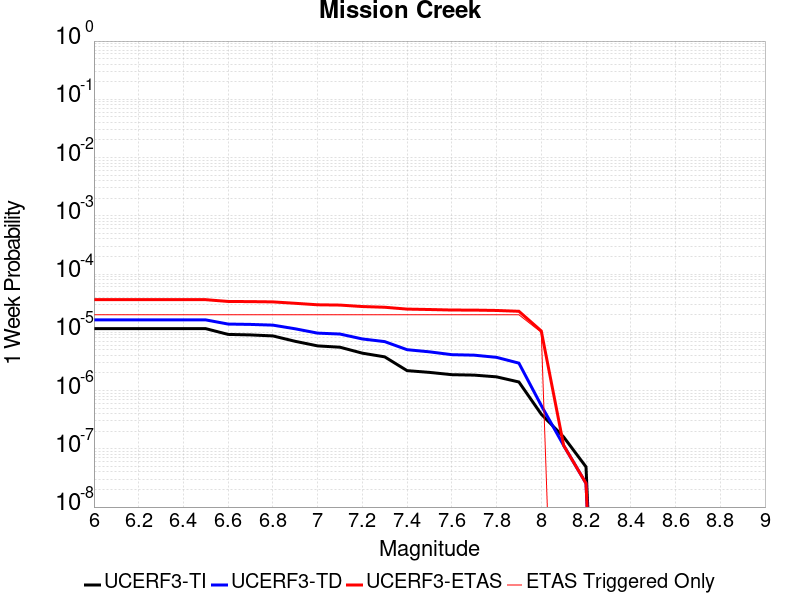 Mission Creek
10 0
10 -1
10 -2
10 -3
10 -4
10 -5
10 -6
10 -7
10 -8
1 Week Probability
6 6.2 6.4 6.6 6.8 7 7.2 7.4 7.6 7.8 8 8.2 8.4 8.6 8.8 9
Magnitude
UCERF3-TI UCERF3-TD UCERF3-ETAS ETAS Triggered Only